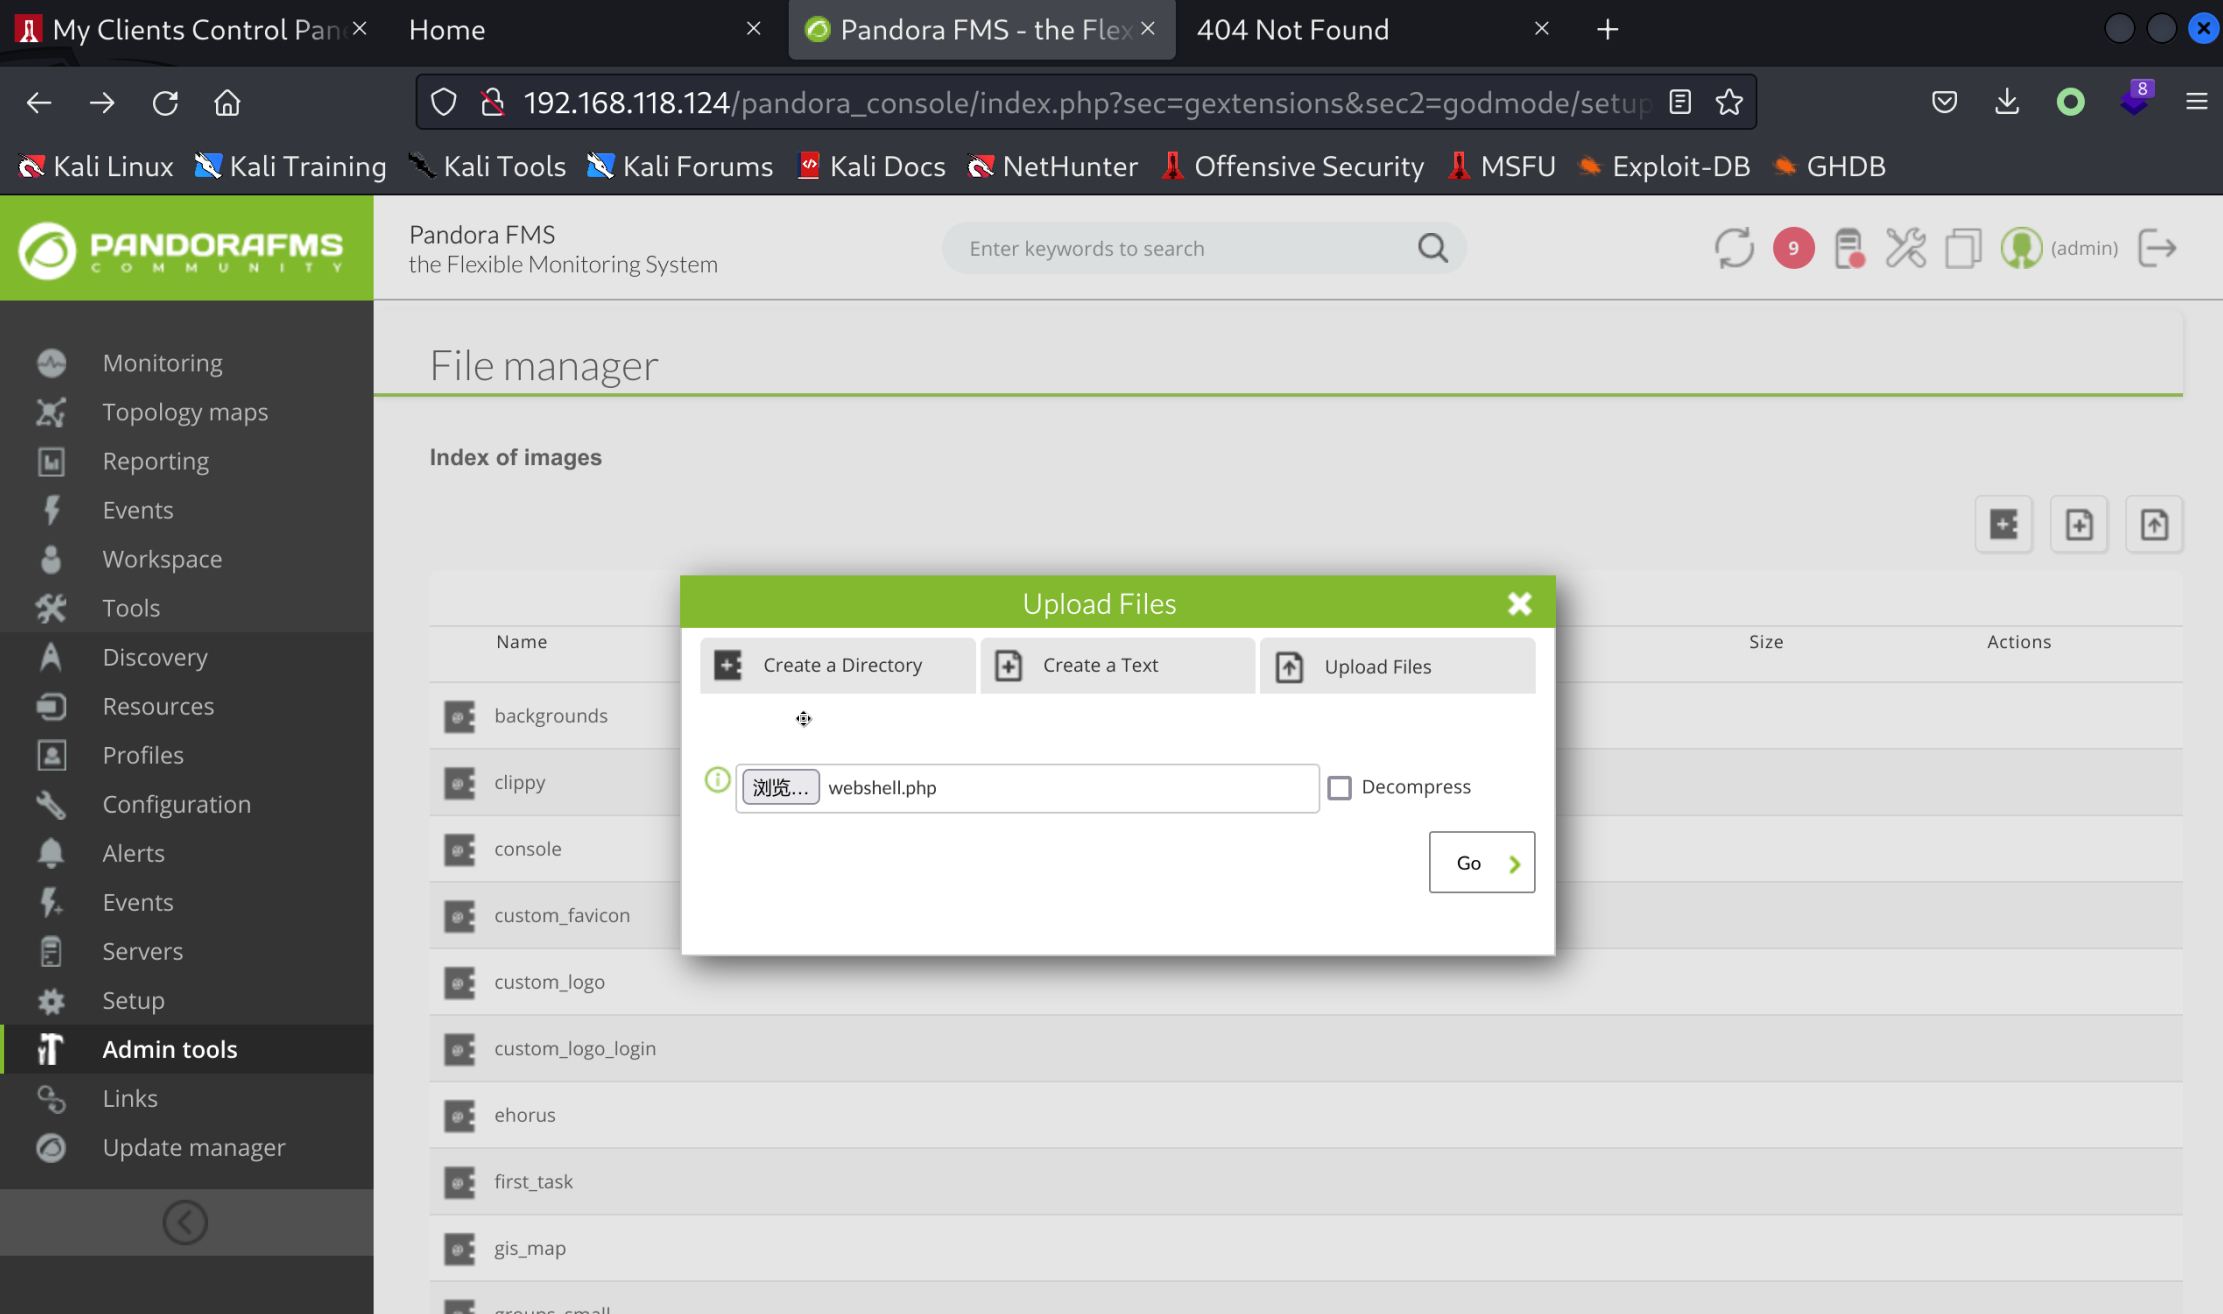 My Clients Control Pane
Home
Pandora FMS - the Flex
404 Not Found
192.168.118.124/pandora_console/index.php?sec=gextensions&sec2=godmode/setup
8
Kali Linux
Kali Training
Kali Tools
Kali Forums
Kali Docs
NetHunter
Offensive Security
MSFU
Exploit-DB
GHDB
PANDORAFMS
COMMUNITY
Pandora FMS
the Flexible Monitoring System
Enter keywords to search
9
(admin)
Monitoring
Topology maps
Reporting
Events
Workspace
Tools
Discovery
Resources
Profiles
Configuration
Alerts
Events
Servers
Setup
Admin tools
Links
Update manager
File manager
Index of images
Name
Size
Actions
backgrounds
clippy
console
custom_favicon
custom_logo
custom_logo_login
ehorus
first_task
gis_map
groups_small
Upload Files
Create a Directory
Create a Text
Upload Files
浏览...
webshell.php
Decompress
Go